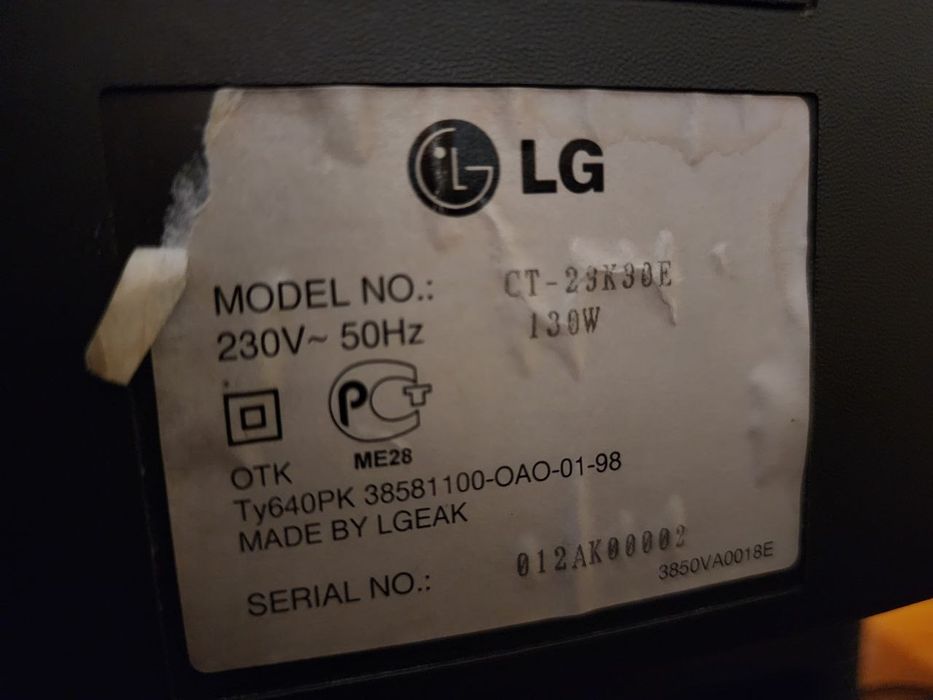 LG
MODEL NO.: CT-29K30E
230V~ 50Hz 130W
РСТ
ME28
OTK
Ty640PK 38581100-OAO-01-98
MADE BY LGEAK
SERIAL NO.: 012AK00002
3850VA0018E